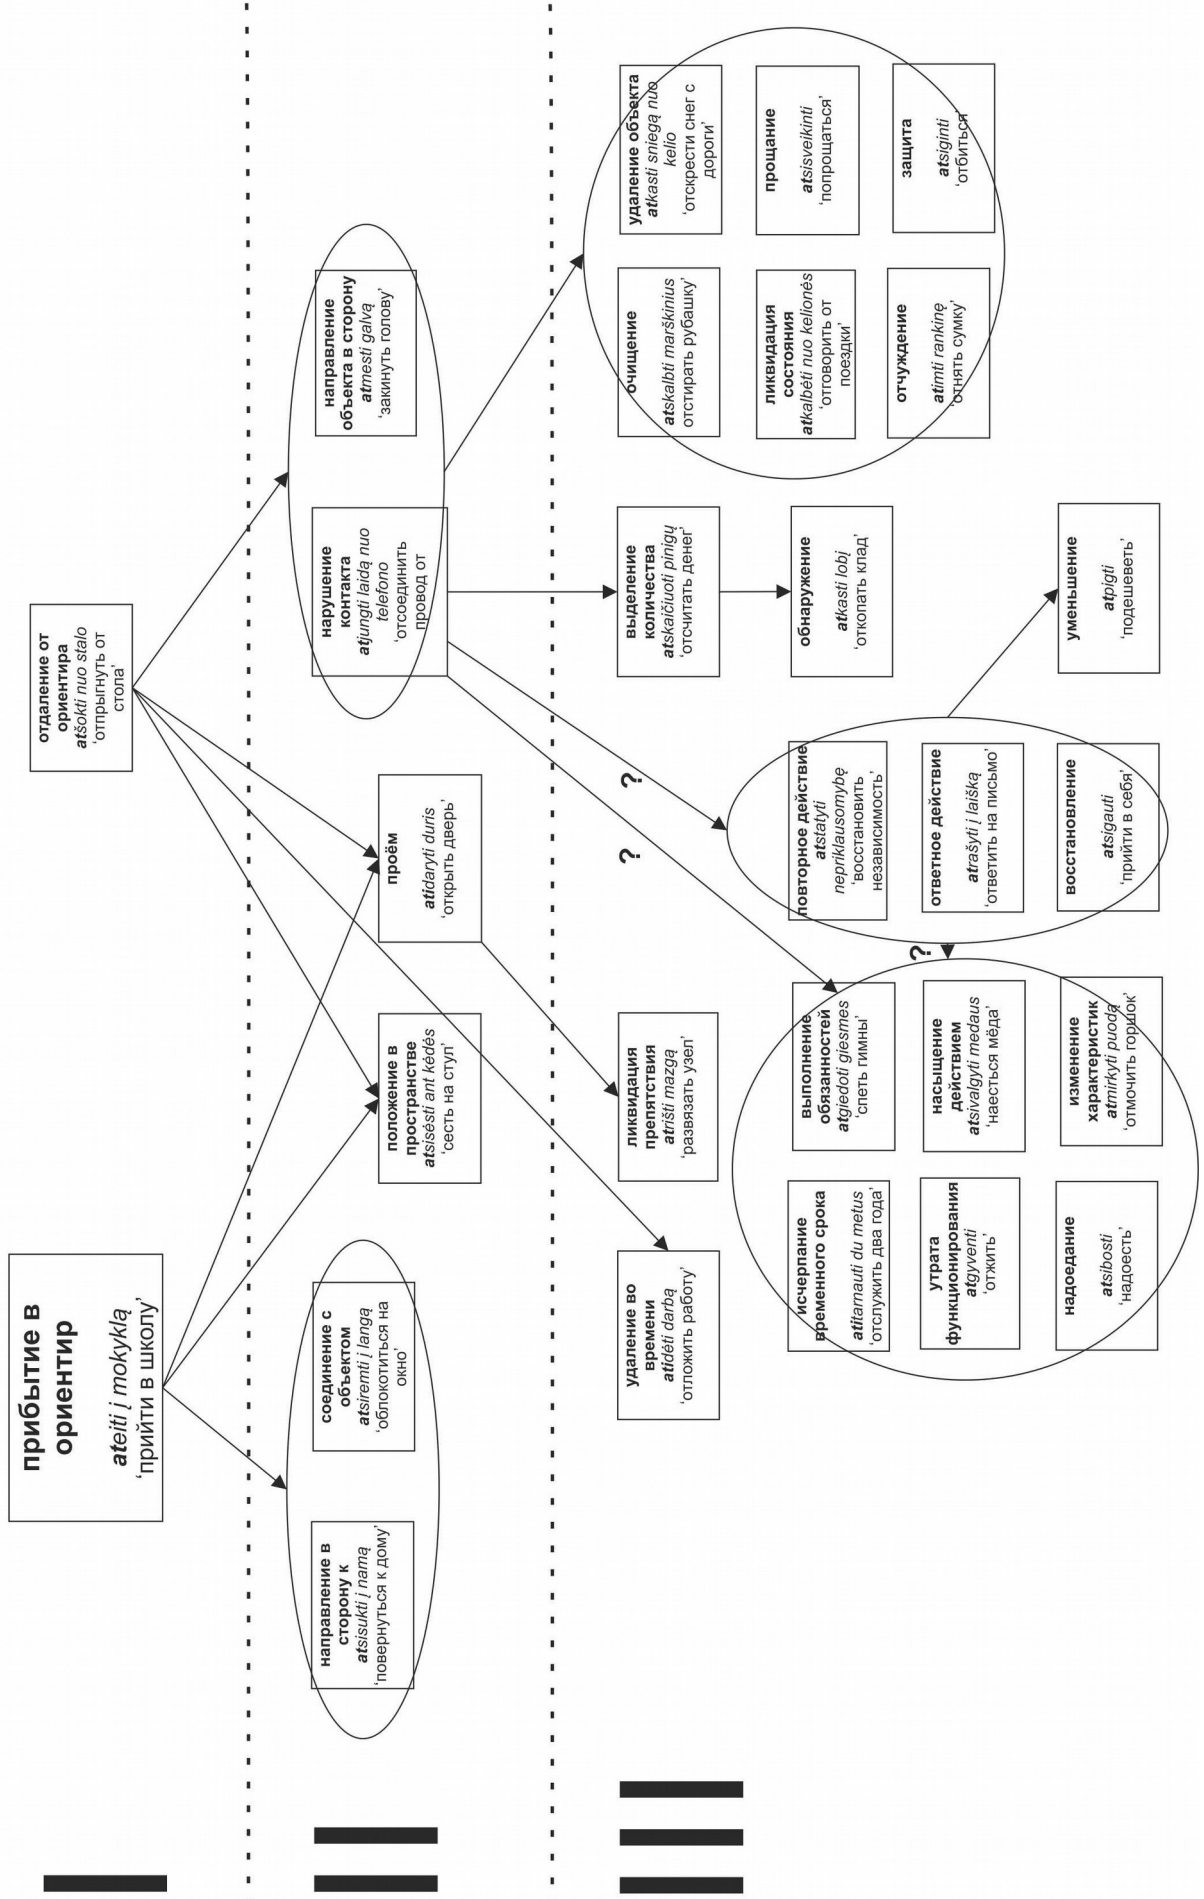 I
прибытие в
ориентир
ateiti į mokyklą
‘прийти в школу’
отдаление от
ориентира
atšokti nuo stalo
‘отпрыгнуть от
стола’
II
направление в
сторону к
atsisukti į namą
‘повернуться к дому’
соединение с
объектом
atsiremti į langą
‘облокотиться на
окно’
положение в
пространстве
atsisėsti ant kėdės
‘сесть на стул’
проём
atidaryti duris
‘открыть дверь’
нарушение
контакта
atjungti laidą nuo
telefono
‘отсоединить
провод от
направление
объекта в сторону
atmesti galvą
‘закинуть голову’
III
удаление во
времени
atidėti darbą
‘отложить работу’
ликвидация
препятствия
atrišti mazgą
‘развязать узел’
?
?
выделение
количества
atskaičiuoti pinigų
‘отсчитать денег’
очищение
atskalbti marškinius
отстирать рубашку’
удаление объекта
atkasti sniegą nuo
kelio
‘отскрести снег с
дороги’
исчерпание
временного срока
atitarnauti du metus
‘отслужить два года’
выполнение
обязанностей
atgiedoti giesmes
‘спеть гимны’
повторное действие
atstatyti
nepriklausomybę
‘восстановить
независимость’
обнаружение
atkasti lobį
‘откопать клад’
ликвидация
состояния
atkalbėti nuo kelionės
‘отговорить от
поездки’
прощание
atsisveikinti
‘попрощаться’
утрата
функционирования
atgyventi
‘отжить’
насыщение
действием
atsivalgyti medaus
‘наесться мёда’
?
ответное действие
atrašyti į laišką
‘ответить на письмо’
отчуждение
atimti rankinę
‘отнять сумку’
защита
atsiginti
‘отбиться’
надоедание
atsibosti
‘надоесть’
изменение
характеристик
atmirkyti puodą
‘отмочить горшок’
восстановление
atsigauti
‘прийти в себя’
уменьшение
atpigti
‘подешеветь’